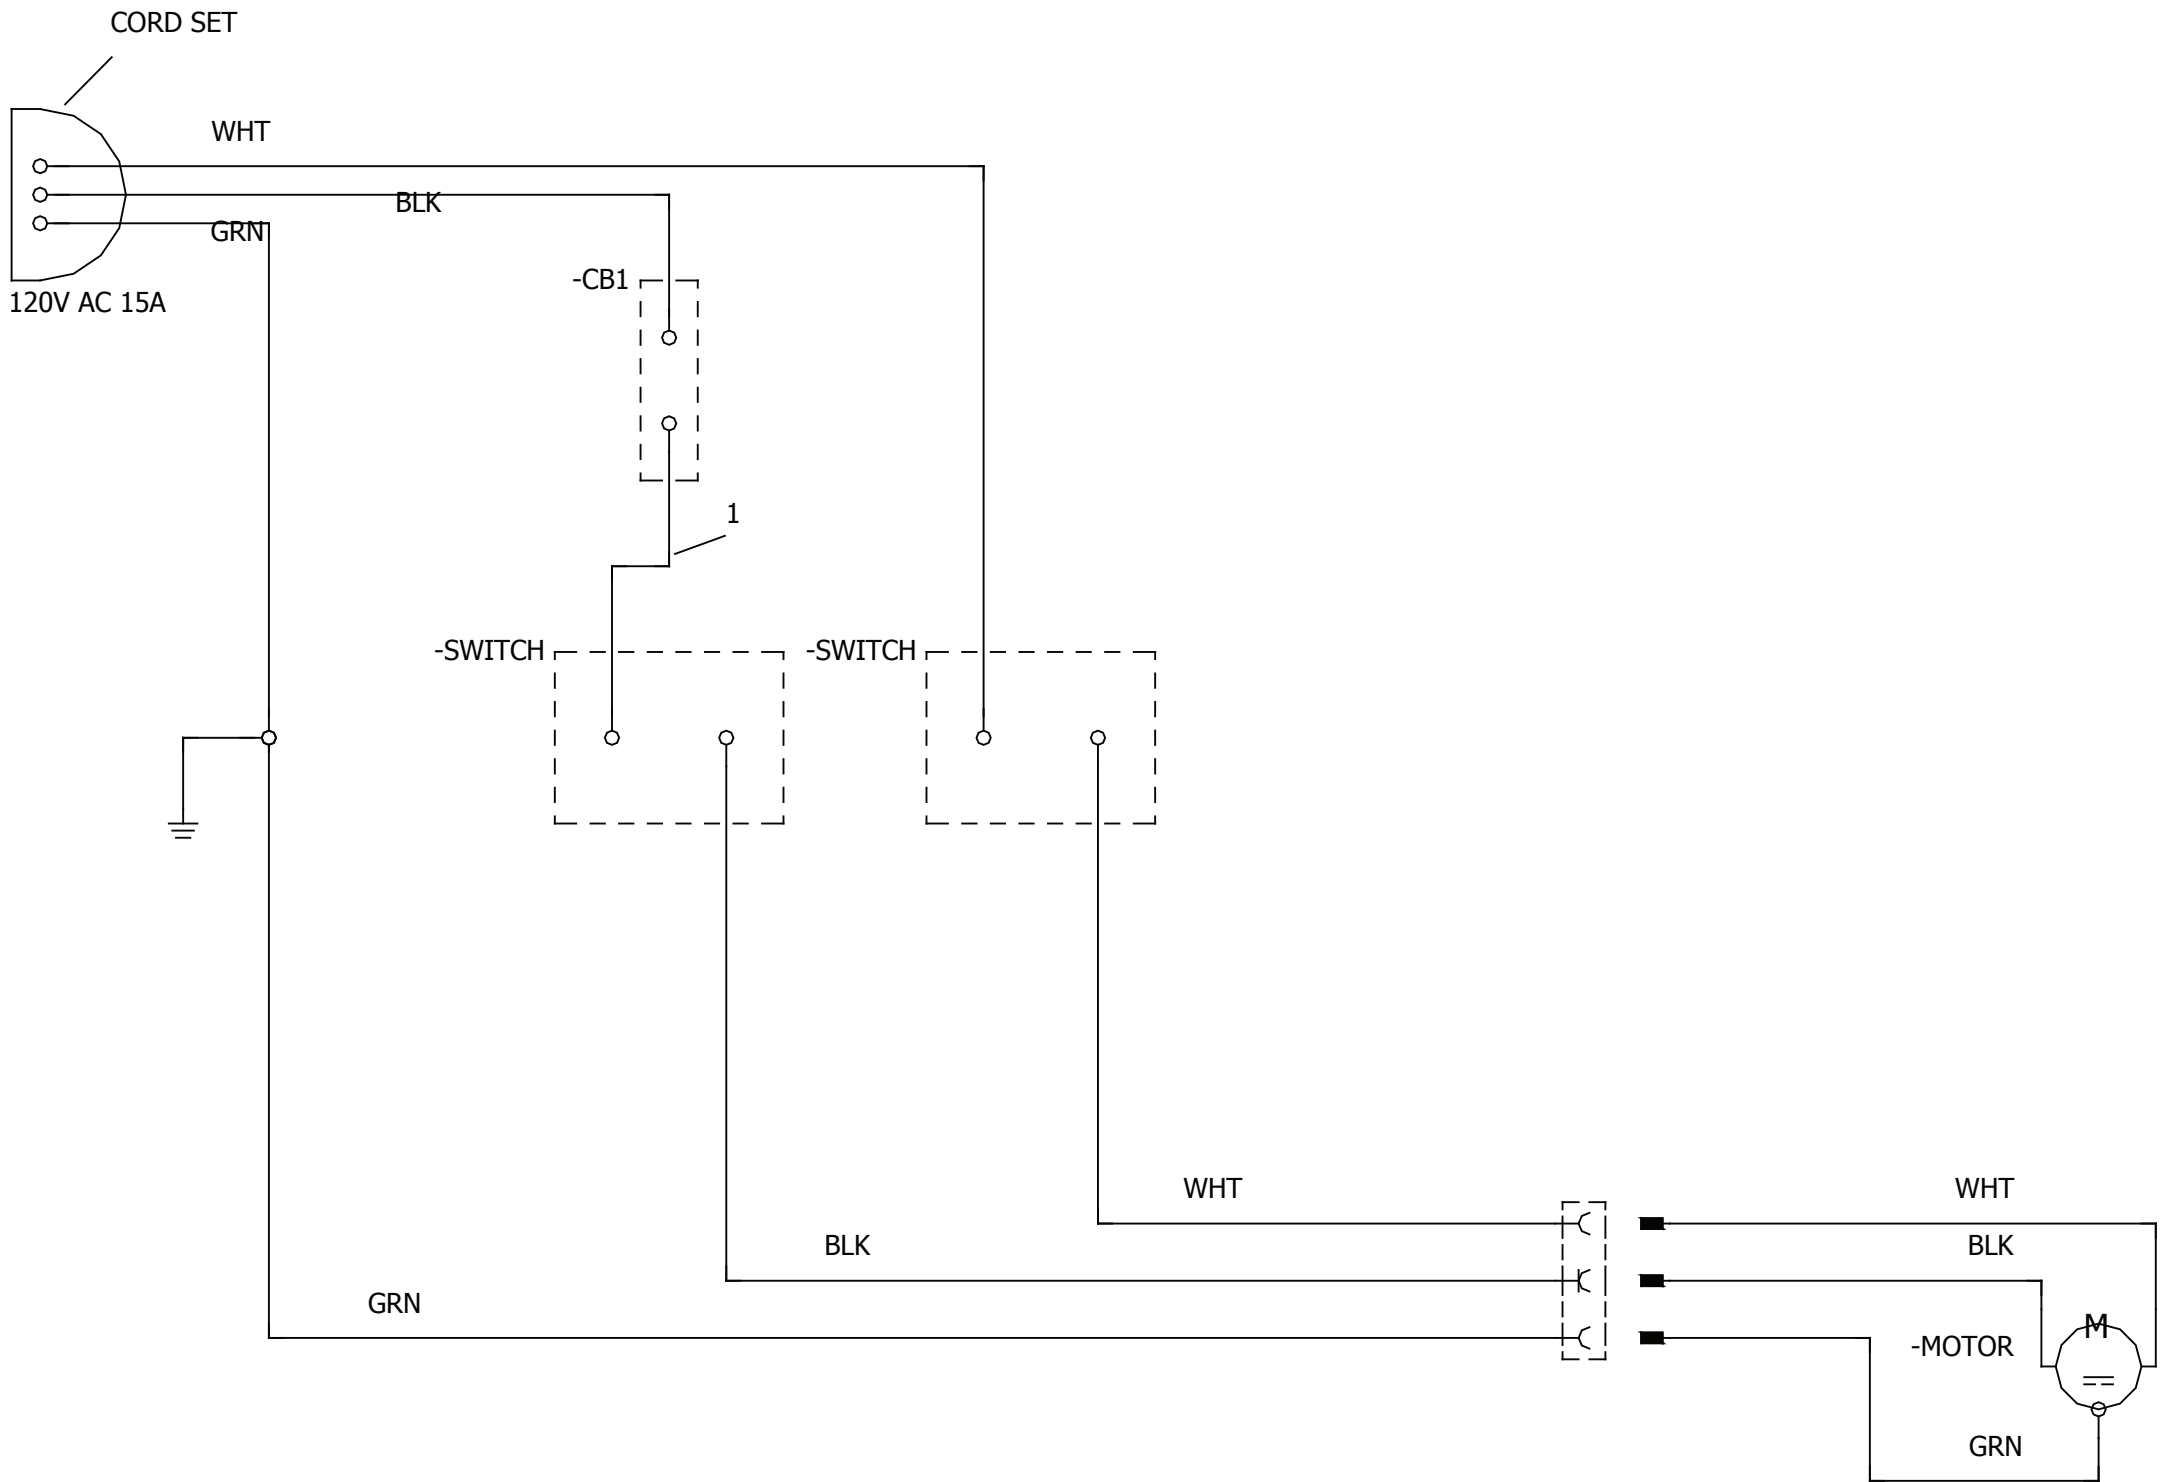 CORD SET
WHT
BLK
GRN
-CB1
120V AC 15A
1
-SWITCH
-SWITCH
WHT
WHT
BLK
BLK
GRN
M
-MOTOR
GRN